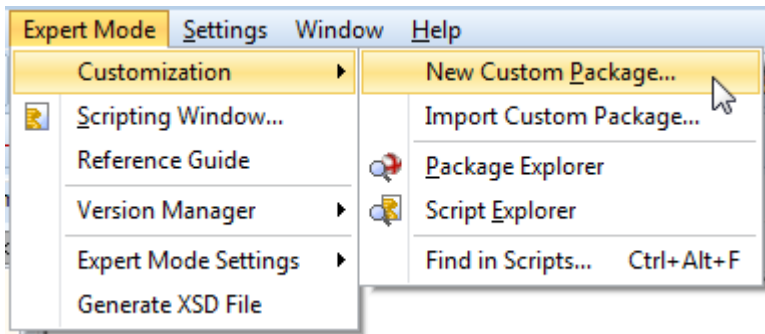 Expert Mode Settings Window Help
Customization
New Custom Package...
Scripting Window...
Import Custom Package...
Reference Guide
Package Explorer
Version Manager
Script Explorer
Expert Mode Settings
Find in Scripts... Ctrl+Alt+F
Generate XSD File